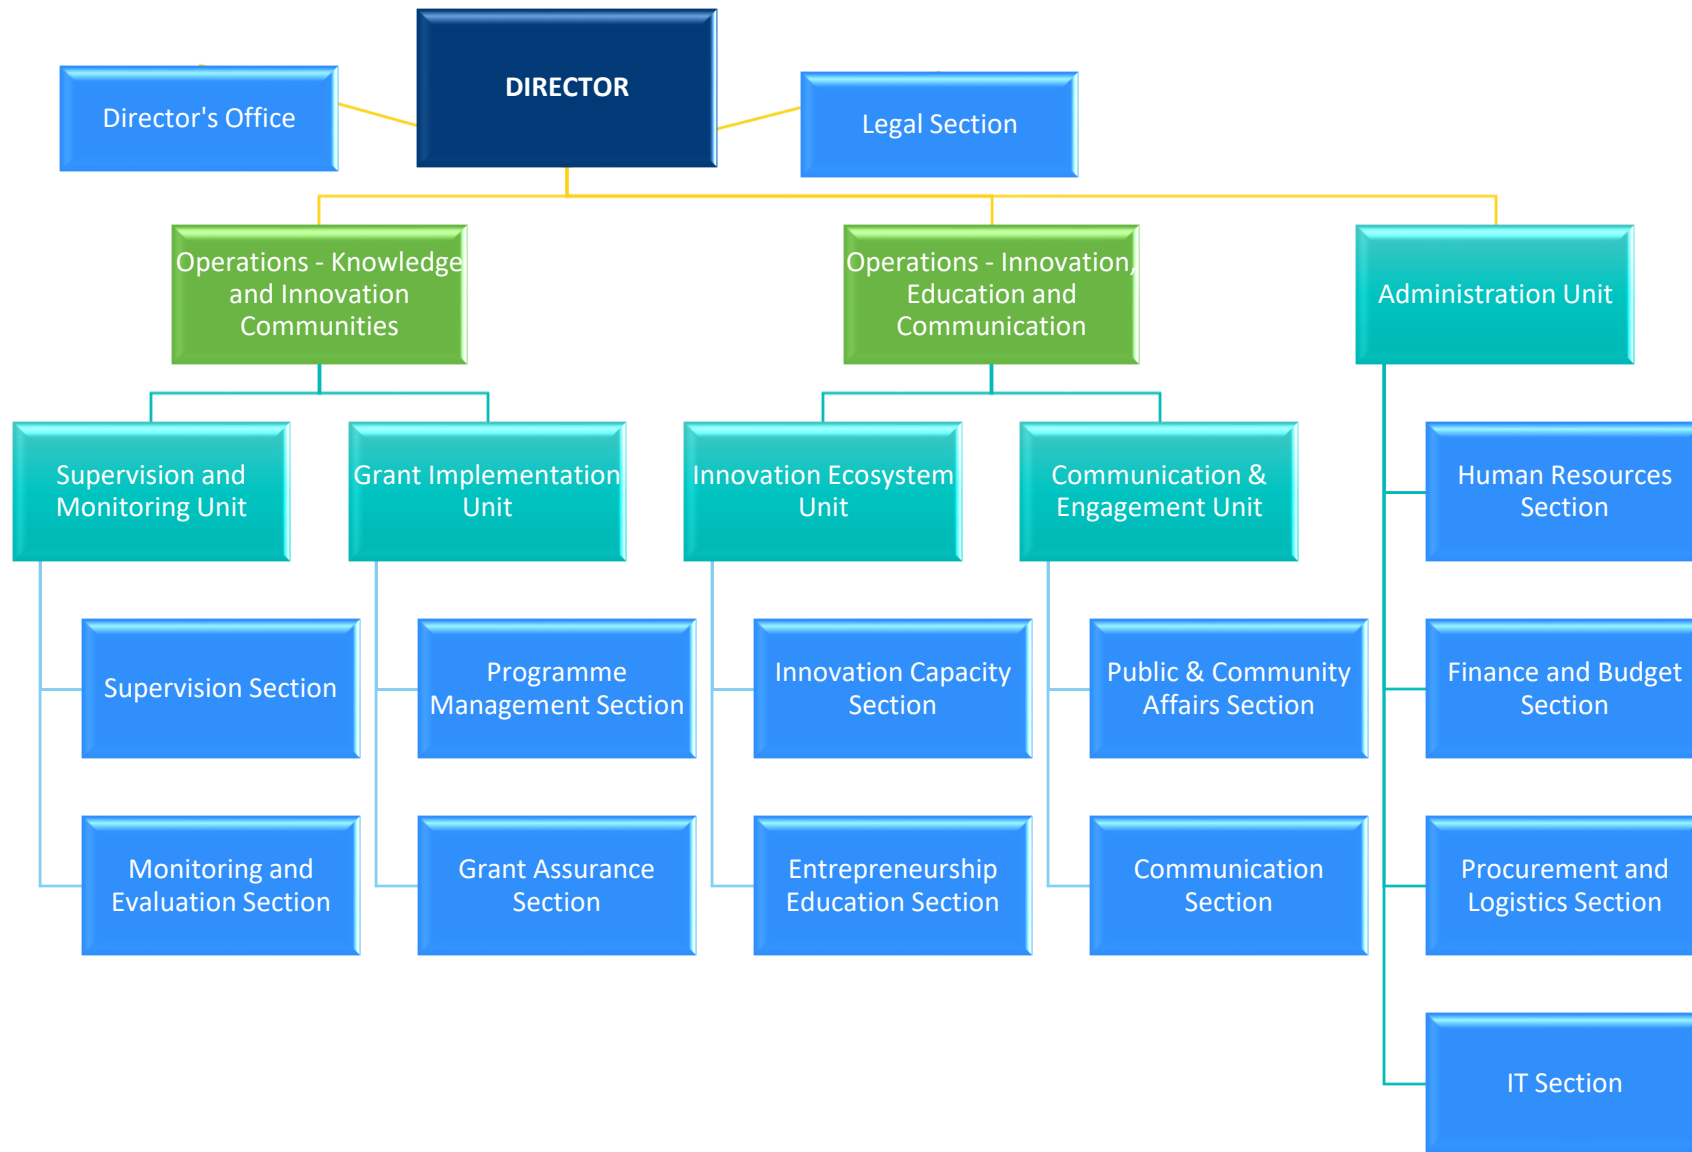 DIRECTOR
Director's Office
Legal Section
Operations - Knowledge
and Innovation
Communities
Operations - Innovation,
Education and
Communication
Administration Unit
Supervision and
Monitoring Unit
Grant Implementation
Unit
Innovation Ecosystem
Unit
Communication &
Engagement Unit
Human Resources
Section
Supervision Section
Programme
Management Section
Innovation Capacity
Section
Public & Community
Affairs Section
Finance and Budget
Section
Monitoring and
Evaluation Section
Grant Assurance
Section
Entrepreneurship
Education Section
Communication
Section
Procurement and
Logistics Section
IT Section